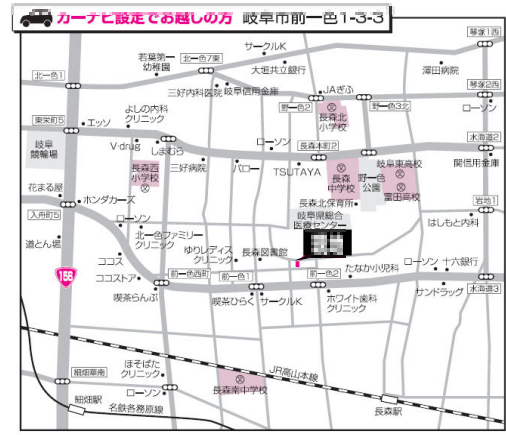 カーナビ設定でお越しの方 岐阜市前一色1-3-3
サークルK
琴塚1西
若葉第一
幼稚園
北一色7東
大垣共立銀行
澤田病院
北一色1
三好内科医院
岐阜信用金庫
JAぎふ
琴塚2西
ローソン
野一色2
野一色3北
長森北
小学校
東栄町5
エッソ
よしの内科
クリニック
V・drug
しまむら
ローソン
長森本町2
水海道2
岐阜
競輪場
長森西
小学校
三好病院
バロー
TSUTAYA
長森
中学校
野一色
公園
岐阜東高校
富田高校
関信用金庫
花まる屋
ホンダカーズ
長森北保育所
岩地1
入舟町5
ローソン
岐阜県総合
医療センター
はしもと内科
道とん堀
北一色ファミリー
クリニック
ゆりレディス
クリニック
長森図書館
ココス
ココストア
前一色西町
前一色1
前一色2
たなか小児科
ローソン
十六銀行
156
喫茶らんぷ
喫茶ひらく
サークルK
ホワイト歯科
クリニック
サンドラッグ
水海道3
細畑華南
ほそばた
クリニック
ローソン
長森南中学校
JR高山本線
細畑駅
名鉄各務原線
長森駅